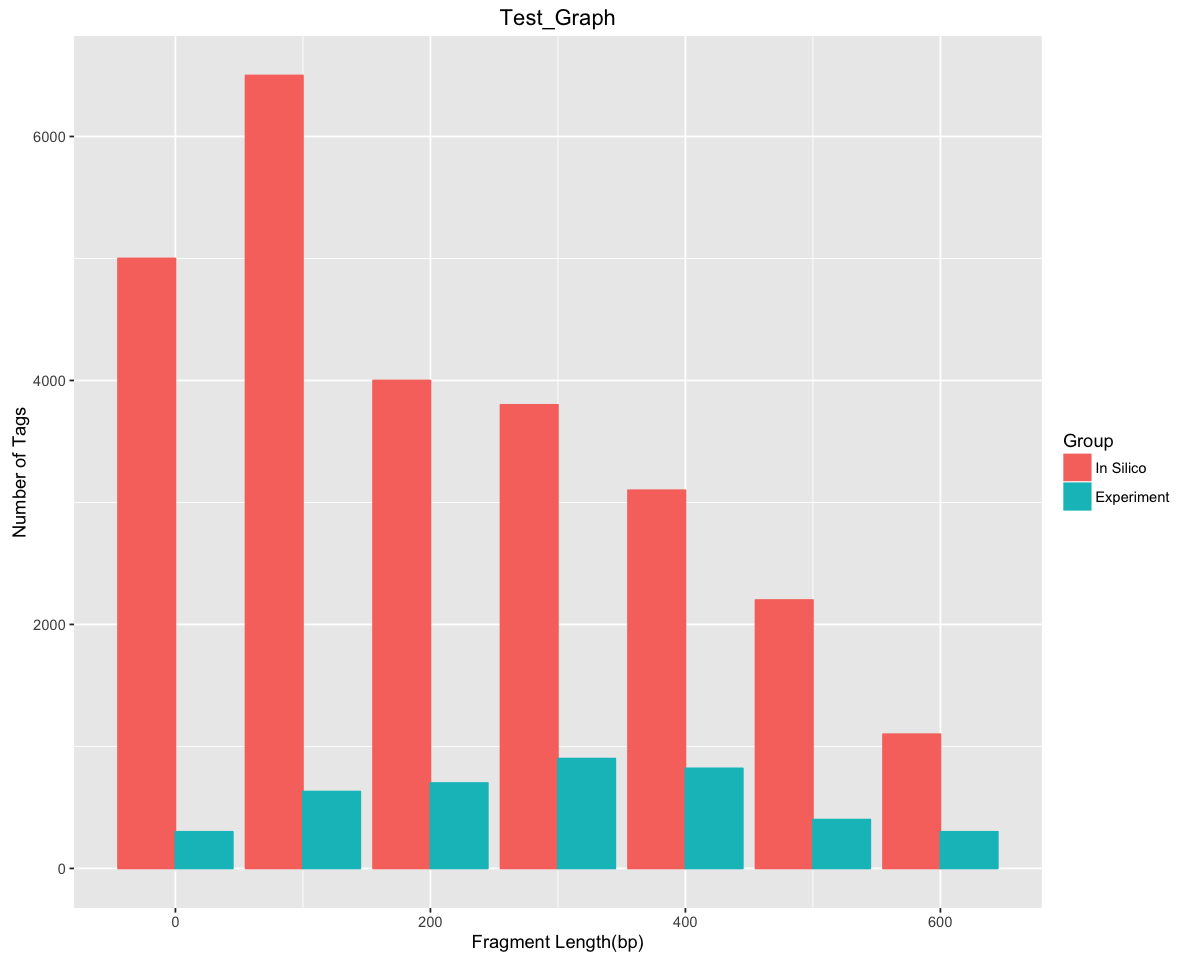 Test_Graph
6000
4000
2000
0
Number of Tags
0 200 400 600
Fragment Length(bp)
Group
In Silico
Experiment